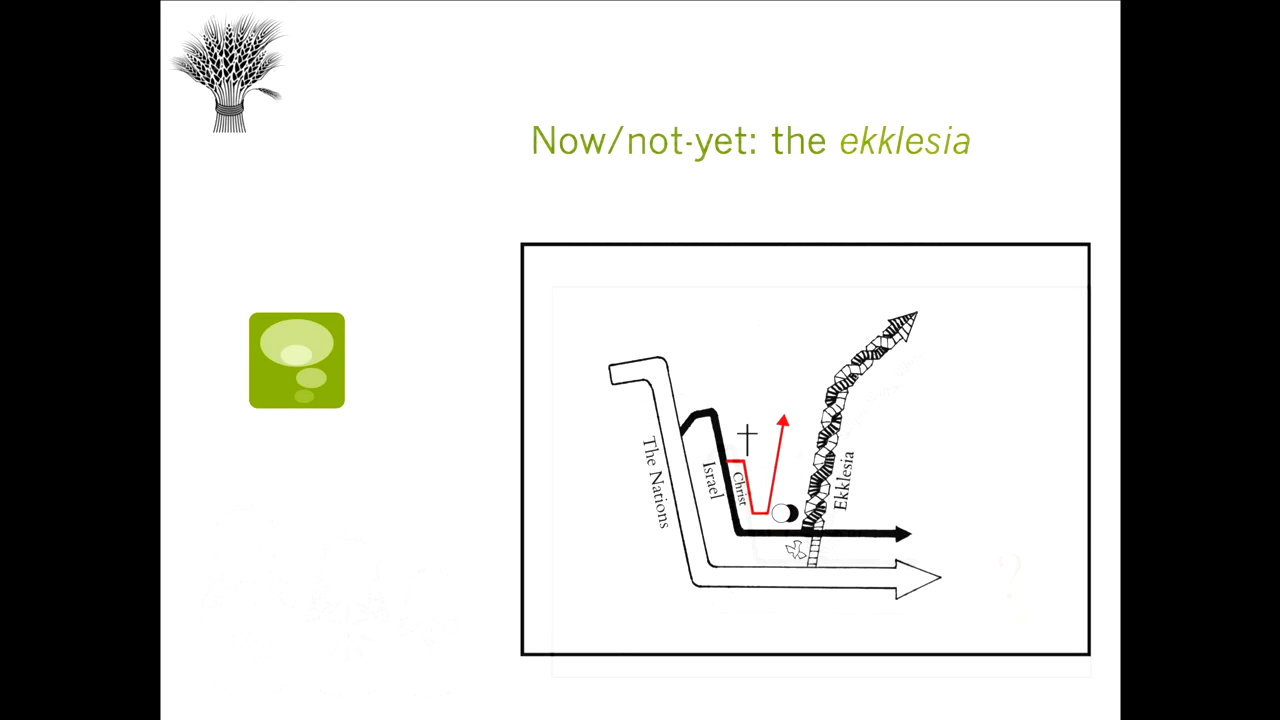 Now/not-yet: the ekklesia
The Nations
Israel
Christ
Ekklesia
?